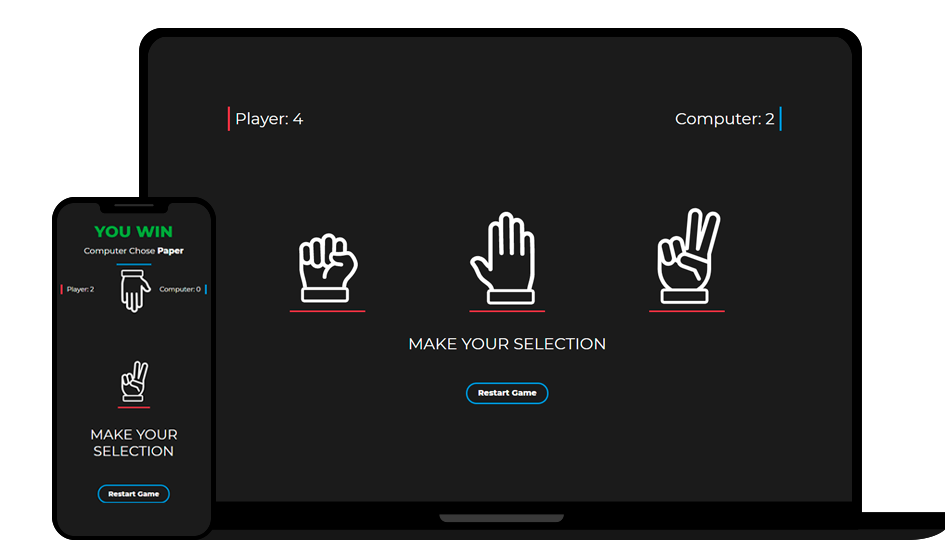 Player: 4
Computer: 2
MAKE YOUR SELECTION
Restart Game
YOU WIN
Computer Chose Paper
Player: 2
Computer: 0
MAKE YOUR
SELECTION
Restart Game